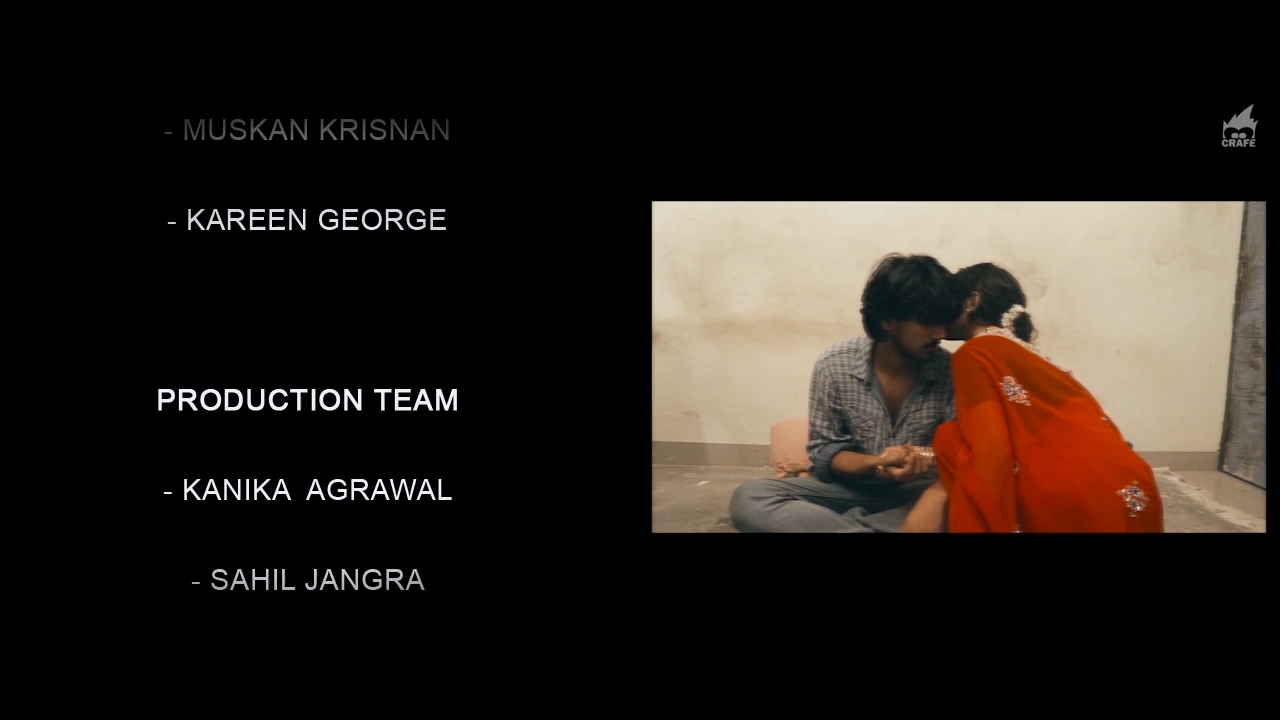 - MUSKAN KRISNAN
CRAFE
- KAREEN GEORGE
PRODUCTION TEAM
- KANIKA  AGRAWAL
- SAHIL JANGRA